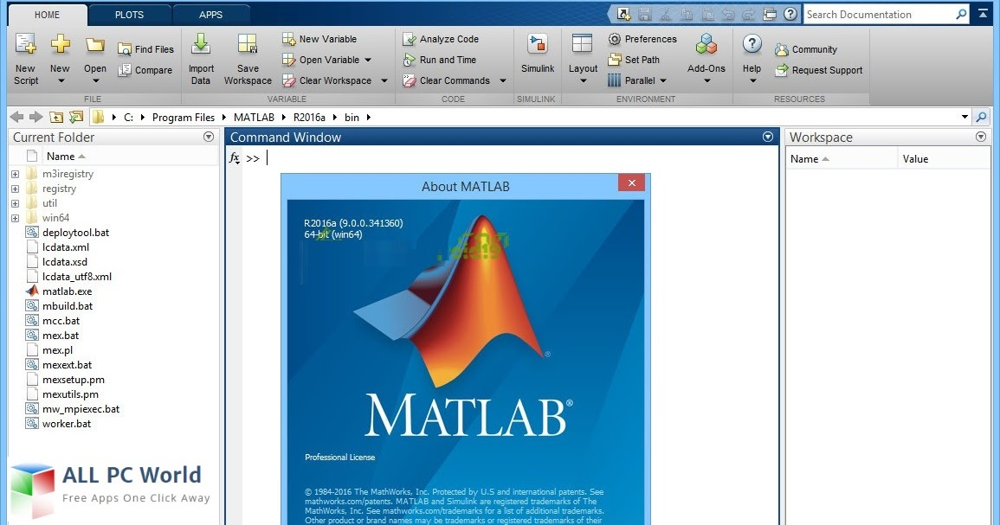 HOME PLOTS APPS
Search Documentation
New Script
New
Open
Find Files
Compare
Import Data
Save Workspace
New Variable
Open Variable
Clear Workspace
Analyze Code
Run and Time
Clear Commands
Simulink
Layout
Preferences
Set Path
Parallel
Add-Ons
Help
Community
Request Support
FILE VARIABLE CODE SIMULINK ENVIRONMENT RESOURCES
C: Program Files MATLAB R2016a bin
Current Folder
Name
m3iregistry
registry
util
win64
deploytool.bat
lcdata.xml
lcdata.xsd
lcdata_utf8.xml
matlab.exe
mbuild.bat
mcc.bat
mex.bat
mex.pl
mexext.bat
mexsetup.pm
mexutils.pm
mw_mpiexec.bat
worker.bat
ALL PC World
Free Apps One Click Away
Command Window
fx >>
About MATLAB
R2016a (9.0.0.341360)
64-bit (win64)
MATLAB®
Professional License
© 1984-2016 The MathWorks, Inc. Protected by U.S and international patents. See
mathworks.com/patents. MATLAB and Simulink are registered trademarks of The
MathWorks, Inc. See mathworks.com/trademarks for a list of additional trademarks.
Other product or brand names may be trademarks or registered trademarks of their
Workspace
Name Value